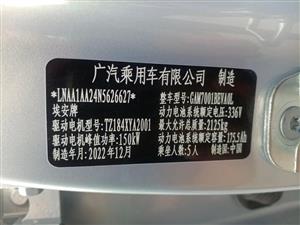 广汽乘用车有限公司 制造
*LNAA1AA24N5626627*
整车型号:GAM7001BEVA0L
埃安牌
动力电池系统额定电压:336V
驱动电机型号:TZ184XYA2001
最大允许总质量:2125kg
驱动电机峰值功率:150kW
动力电池系统额定容量:175.5Ah
制造年月:2022年12月
乘坐人数:5人
制造国:中国